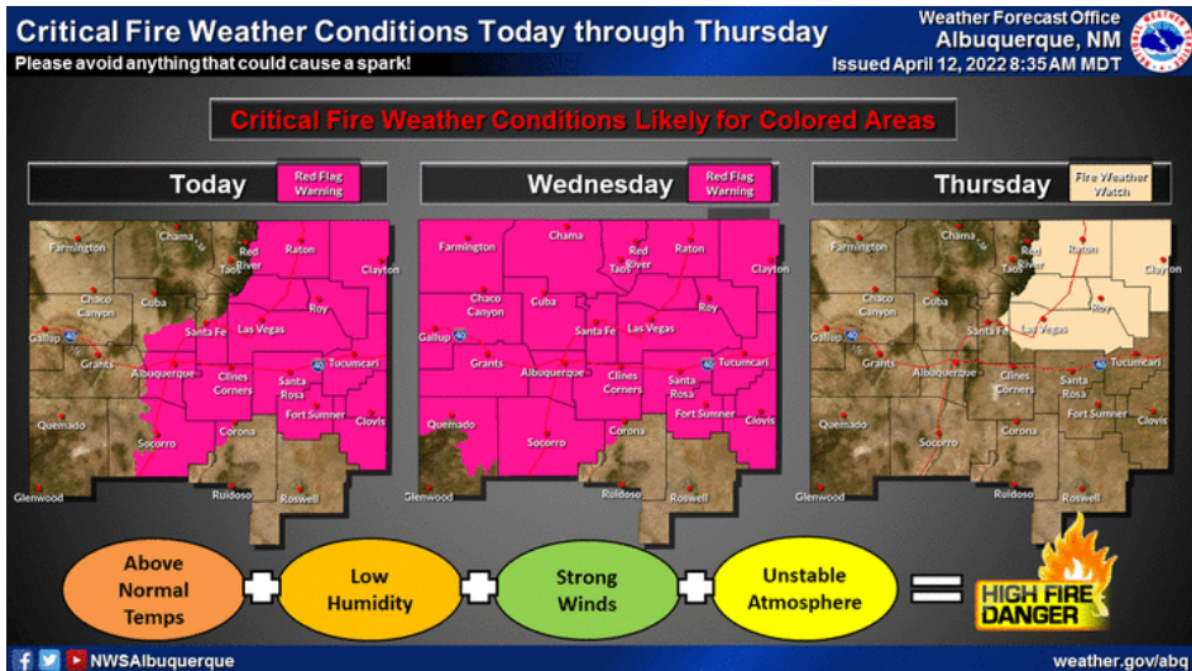 Critical Fire Weather Conditions Today through Thursday
Please avoid anything that could cause a spark!
Weather Forecast Office
Albuquerque, NM
Issued April 12, 2022 8:35AM MDT
Critical Fire Weather Conditions Likely for Colored Areas
Today
Red Flag
Warning
Wednesday
Red Flag
Warning
Thursday
Fire Weather
Watch
Farmington
Chama
Red
River
Taos
Raton
Clayton
Chaco
Canyon
Cuba
Roy
Santa Fe
Las Vegas
Gallup
40
Grants
Albuquerque
Clines
Corners
40
Tucumcari
Santa
Rosa
Fort Sumner
Clovis
Quemado
Socorro
Corona
Glenwood
Ruidoso
Roswell
Farmington
Chama
Red
River
Taos
Raton
Clayton
Chaco
Canyon
Cuba
Roy
Santa Fe
Las Vegas
Gallup
40
Grants
Albuquerque
Clines
Corners
40
Tucumcari
Santa
Rosa
Fort Sumner
Clovis
Quemado
Socorro
Corona
Glenwood
Ruidoso
Roswell
Farmington
Chama
Red
River
Taos
Raton
Clayton
Chaco
Canyon
Cuba
Roy
Santa Fe
Las Vegas
Gallup
40
Grants
Albuquerque
Clines
Corners
40
Tucumcari
Santa
Rosa
Fort Sumner
Clovis
Quemado
Socorro
Corona
Glenwood
Ruidoso
Roswell
Above
Normal
Temps
Low
Humidity
Strong
Winds
Unstable
Atmosphere
HIGH FIRE
DANGER
NWSAlbuquerque
weather.gov/abq